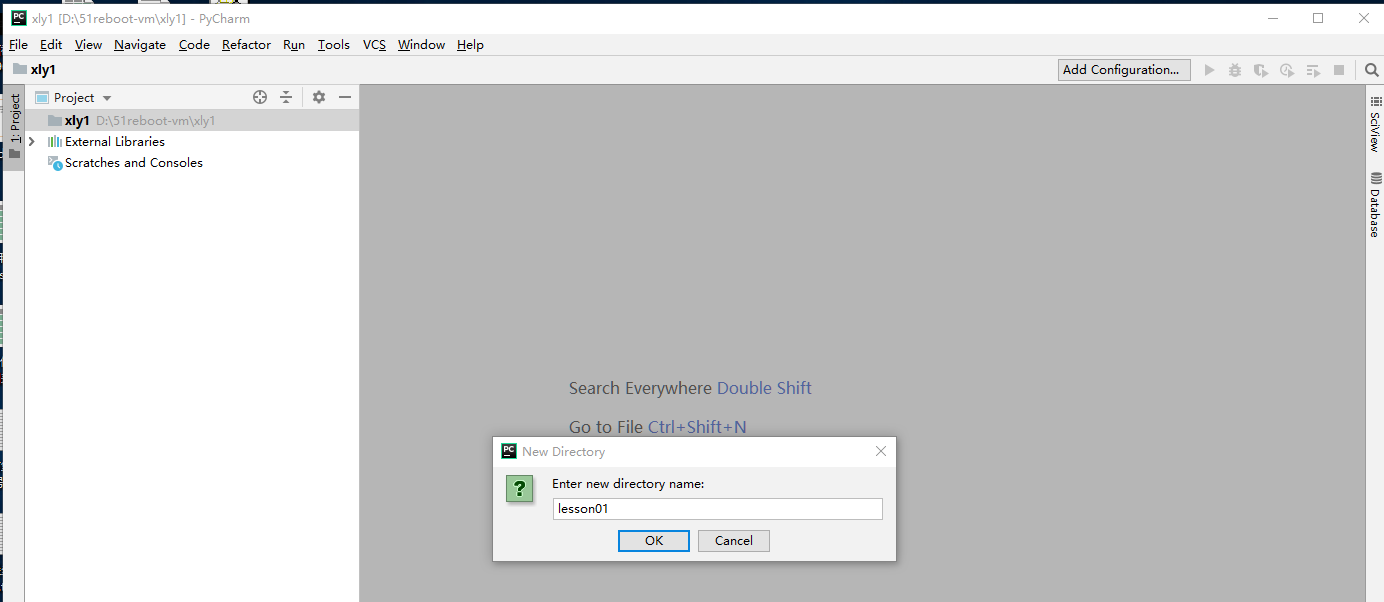 xly1 [D:\51reboot-vm\xly1] - PyCharm
File Edit View Navigate Code Refactor Run Tools VCS Window Help
xly1 Add Configuration...
1: Project
Project
xly1 D:\51reboot-vm\xly1
External Libraries
Scratches and Consoles
SciView
Database
Search Everywhere Double Shift
Go to File Ctrl+Shift+N
PC New Directory
Enter new directory name:
lesson01
OK Cancel